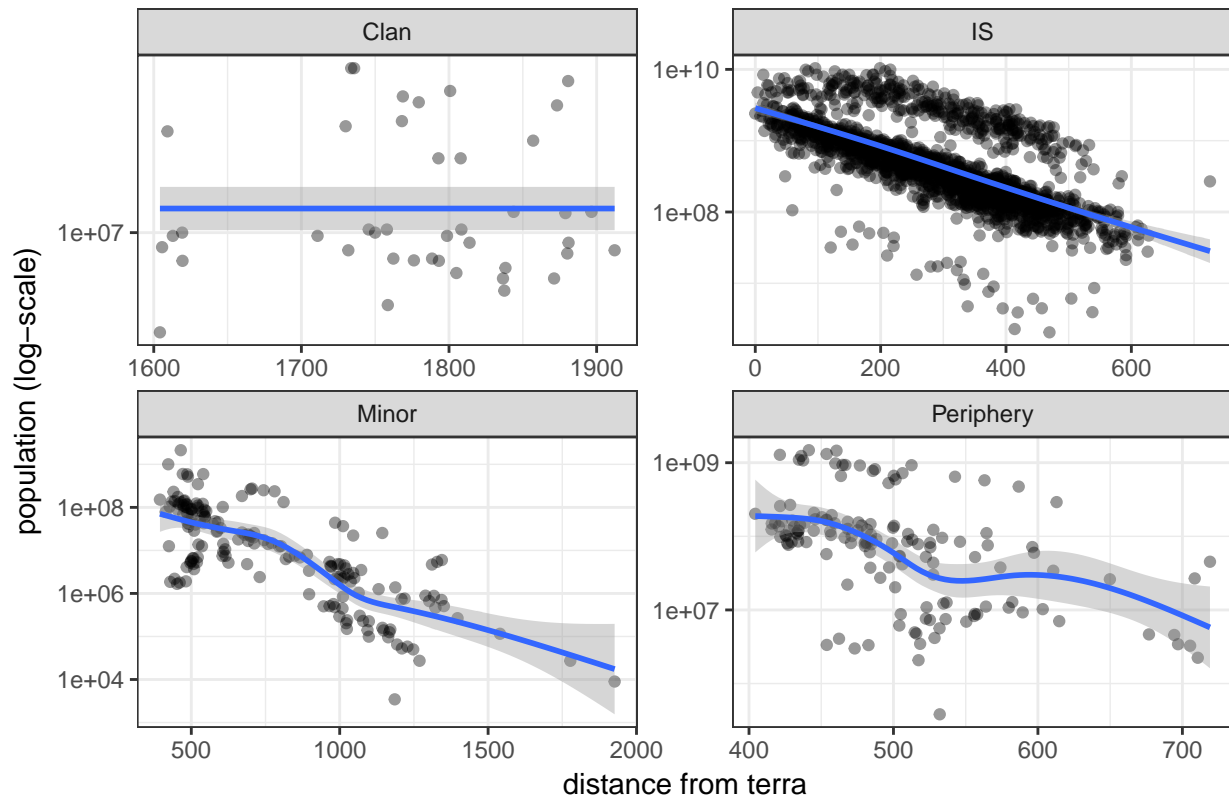 Clan
IS
1e+07
1e+10
1e+08
1600 1700 1800 1900
0 200 400 600
Minor
Periphery
1e+08
1e+06
1e+04
1e+09
1e+07
500 1000 1500 2000
400 500 600 700
distance from terra
population (log−scale)